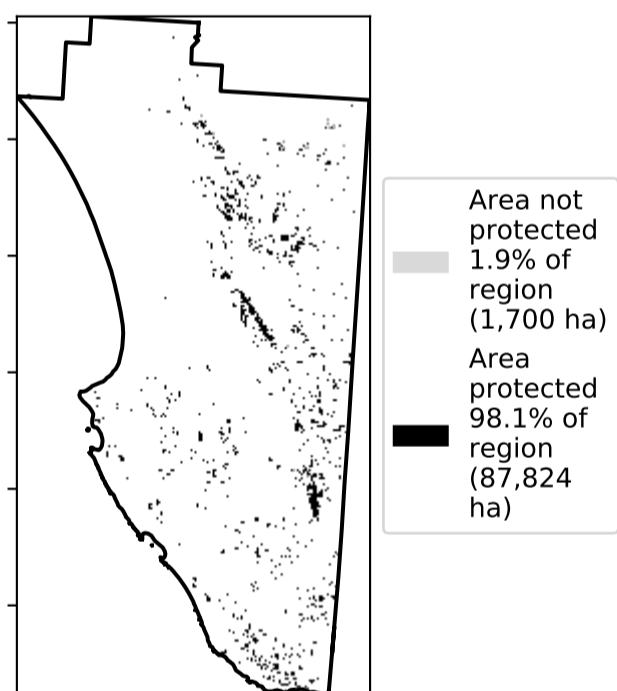 Area not
protected
1.9% of
region
(1,700 ha)
Area
protected
98.1% of
region
(87,824
ha)